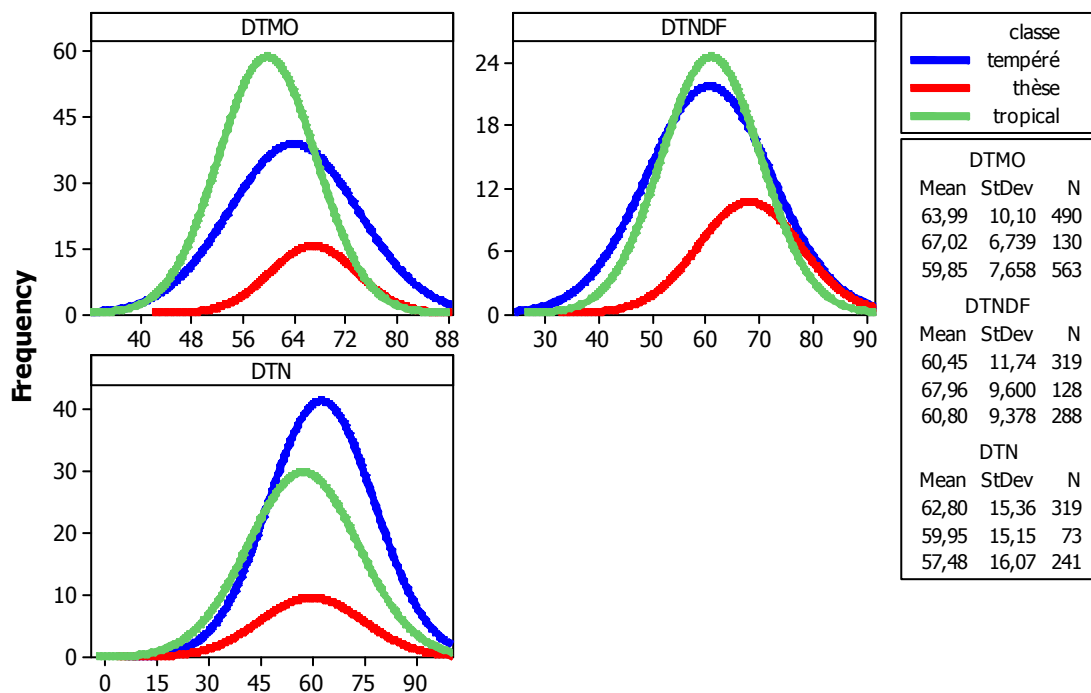 DTMO
60
45
30
15
0
40 48 56 64 72 80 88
DTNDF
24
18
12
6
0
30 40 50 60 70 80 90
DTN
40
30
20
10
0
0 15 30 45 60 75 90
Frequency
classe
tempéré
thèse
tropical
DTMO
Mean StDev N
63,99 10,10 490
67,02 6,739 130
59,85 7,658 563
DTNDF
Mean StDev N
60,45 11,74 319
67,96 9,600 128
60,80 9,378 288
DTN
Mean StDev N
62,80 15,36 319
59,95 15,15 73
57,48 16,07 241